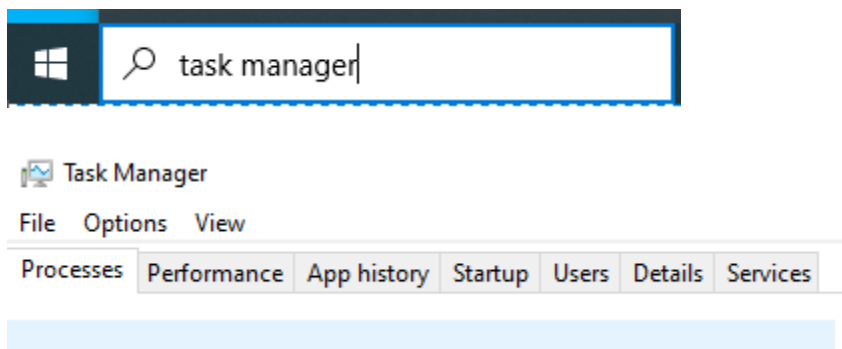 task manager
Task Manager
File Options View
Processes Performance App history Startup Users Details Services